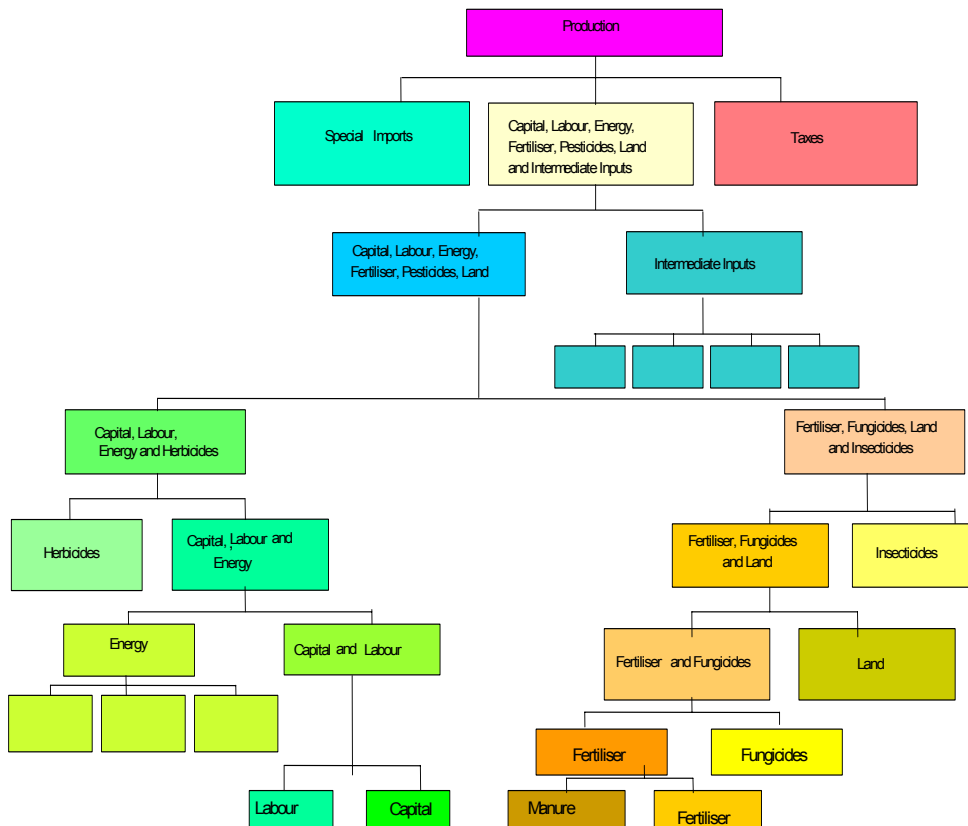 Production
Special Imports
Capital, Labour, Energy,
Fertiliser, Pesticides, Land
and Intermediate Inputs
Taxes
Capital, Labour, Energy,
Fertiliser, Pesticides, Land
Intermediate Inputs
Capital, Labour,
Energy and Herbicides
Fertiliser, Fungicides, Land
and Insecticides
Herbicides
Capital, Labour and
Energy
Fertiliser, Fungicides
and Land
Insecticides
Energy
Capital and Labour
Fertiliser and Fungicides
Land
Fertiliser
Fungicides
Labour
Capital
Manure
Fertiliser